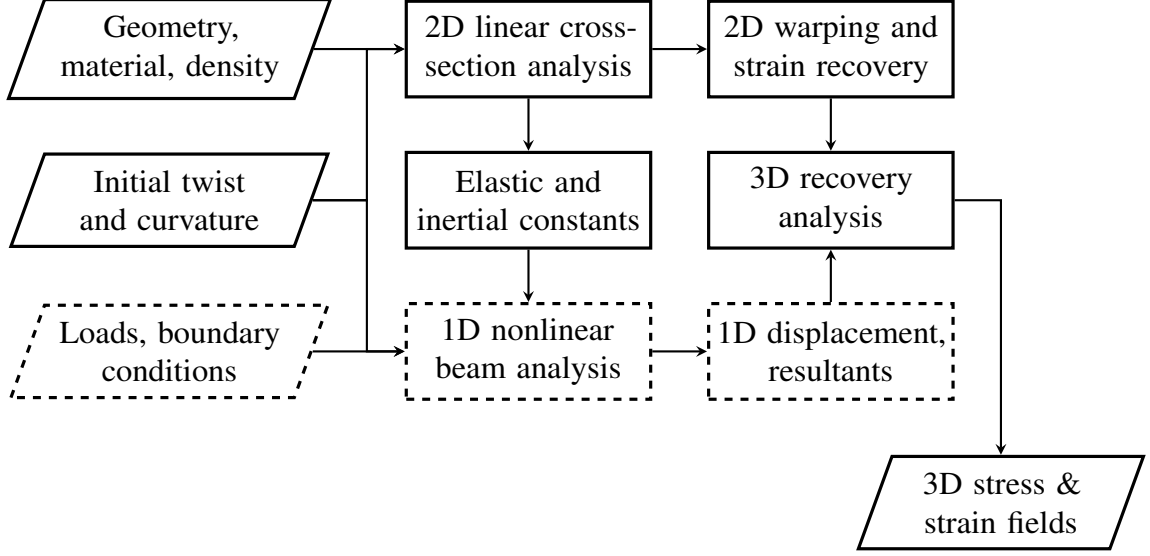 Geometry,
material, density
2D linear cross-
section analysis
2D warping and
strain recovery
Initial twist
and curvature
Elastic and
inertial constants
3D recovery
analysis
Loads, boundary
conditions
1D nonlinear
beam analysis
1D displacement,
resultants
3D stress &
strain fields